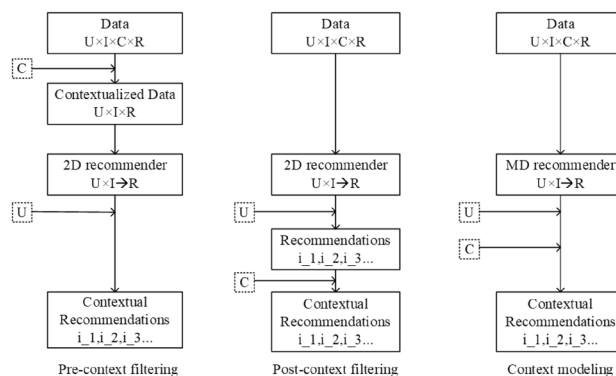 Data
U×I×C×R
C
Contextualized Data
U×I×R
2D recommender
U×I→R
U
Contextual
Recommendations
i_1,i_2,i_3...
Pre-context filtering
Data
U×I×C×R
2D recommender
U×I→R
U
Recommendations
i_1,i_2,i_3...
C
Contextual
Recommendations
i_1,i_2,i_3...
Post-context filtering
Data
U×I×C×R
MD recommender
U×I→R
U
C
Contextual
Recommendations
i_1,i_2,i_3...
Context modeling